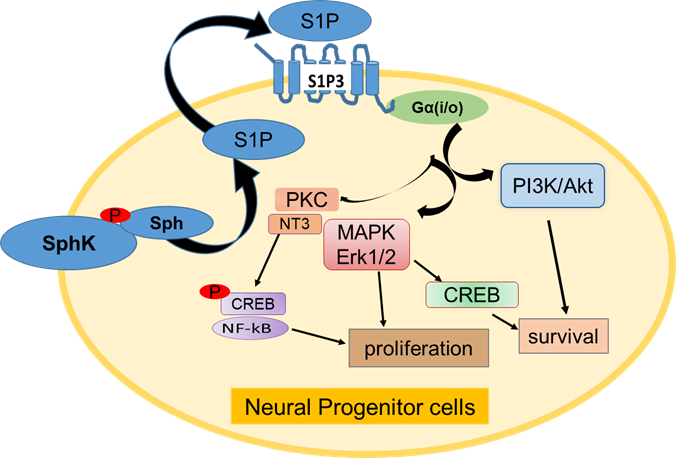 S1P
S1P3
Gα(i/o)
S1P
PI3K/Akt
PKC
P
Sph
SphK
NT3
MAPK
Erk1/2
P
CREB
CREB
NF-kB
survival
proliferation
Neural Progenitor cells